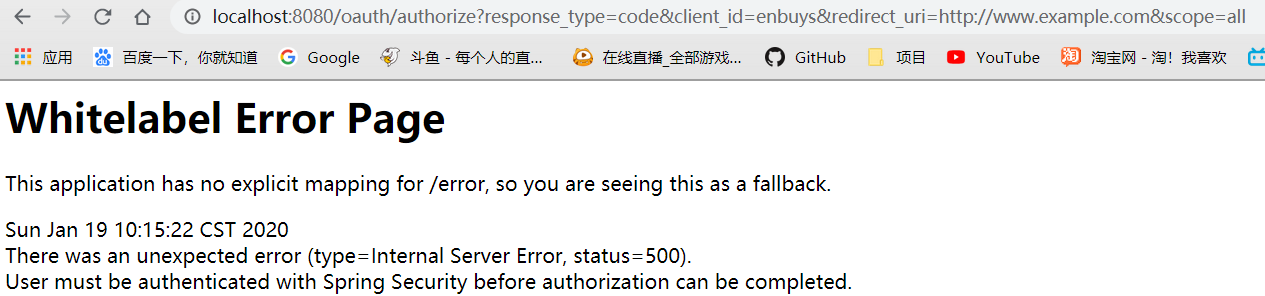 localhost:8080/oauth/authorize?response_type=code&client_id=enbuys&redirect_uri=http://www.example.com&scope=all
应用 百度一下，你就知道 Google 斗鱼 - 每个人的直... 在线直播_全部游戏... GitHub 项目 YouTube 淘 淘宝网 - 淘！我喜欢
Whitelabel Error Page
This application has no explicit mapping for /error, so you are seeing this as a fallback.
Sun Jan 19 10:15:22 CST 2020
There was an unexpected error (type=Internal Server Error, status=500).
User must be authenticated with Spring Security before authorization can be completed.